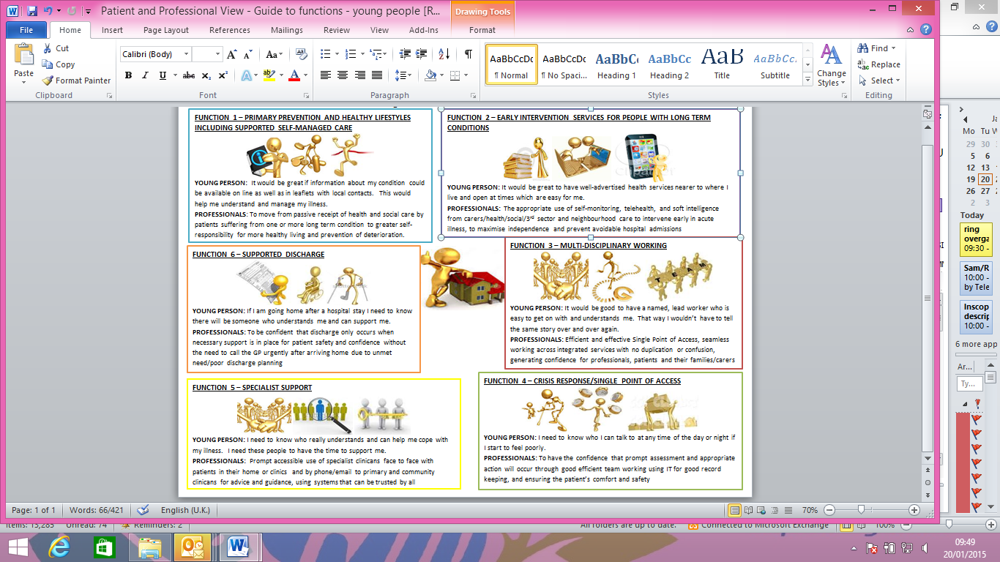 Patient and Professional View - Guide to functions - young people [R...
Drawing Tools
File
Home
Insert
Page Layout
References
Mailings
Review
View
Add-Ins
Format
Paste
Cut
Copy
Format Painter
Clipboard
Calibri (Body)
Font
Paragraph
AaBbCcDc
¶ Normal
AaBbCcDc
¶ No Spaci...
AaBbC
Heading 1
AaBbCc
Heading 2
AaB
Title
AaBbCc.
Subtitle
Change
Styles
Styles
Find
Replace
Select
Editing
FUNCTION 1 – PRIMARY PREVENTION AND HEALTHY LIFESTYLES
INCLUDING SUPPORTED SELF-MANAGED CARE
YOUNG PERSON: It would be great if information about my condition could
be available on line as well as in leaflets with local contacts. This would
help me understand and manage my illness.
PROFESSIONALS: To move from passive receipt of health and social care by
patients suffering from one or more long term condition to greater self-
responsibility for more healthy living and prevention of deterioration.
FUNCTION 2 – EARLY INTERVENTION SERVICES FOR PEOPLE WITH LONG TERM
CONDITIONS
YOUNG PERSON: It would be great to have well-advertised health services nearer to where I
live and open at times which are easy for me.
PROFESSIONALS: The appropriate use of self-monitoring, telehealth, and soft intelligence
from carers/health/social/3rd sector and neighbourhood care to intervene early in acute
illness, to maximise independence and prevent avoidable hospital admissions
FUNCTION 6 – SUPPORTED DISCHARGE
YOUNG PERSON: If I am going home after a hospital stay I need to know
there will be someone who understands me and can support me.
PROFESSIONALS: To be confident that discharge only occurs when
necessary support is in place for patient safety and confidence without
the need to call the GP urgently after arriving home due to unmet
need/poor discharge planning
FUNCTION 3 – MULTI-DISCIPLINARY WORKING
TEAM
YOUNG PERSON: It would be good to have a named, lead worker who is
easy to get on with and understands me. That way I wouldn't have to tell
the same story over and over again.
PROFESSIONALS: Efficient and effective Single Point of Access, seamless
working across integrated services with no duplication or confusion,
generating confidence for professionals, patients and their families/carers
FUNCTION 5 – SPECIALIST SUPPORT
YOUNG PERSON: I need to know who really understands and can help me cope with
my illness. I need these people to have the time to support me.
PROFESSIONALS: Prompt accessible use of specialist clinicans face to face with
patients in their home or clinics and by phone/email to primary and community
clinicans for advice and guidance, using systems that can be trusted by all
FUNCTION 4 – CRISIS RESPONSE/SINGLE POINT OF ACCESS
YOUNG PERSON: I need to know who I can talk to at any time of the day or night if
I start to feel poorly.
PROFESSIONALS: To have the confidence that prompt assessment and appropriate
action will occur through good efficient team working using IT for good record
keeping, and ensuring the patient's comfort and safety
Mo Tu W
29 30
5 6
12 13
19 20
26 27
2 3
Today
ring
overga
09:30 -
Sam/R
10:00 -
by Tele
Inscop
descrip
10:00 -
6 more app
Ar...
Ty...
Page: 1 of 1
Words: 66/421
English (U.K.)
70%
Items: 13,285
Unread: 74
Reminders: 2
All folders are up to date.
Connected to Microsoft Exchange
100%
09:49
20/01/2015